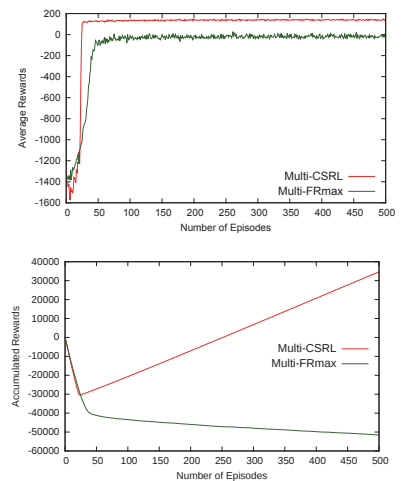 200
0
-200
-400
-600
-800
-1000
-1200
-1400
-1600
Average Rewards
Multi-CSRL
Multi-FRmax
0 50 100 150 200 250 300 350 400 450 500
Number of Episodes
40000
30000
20000
10000
0
-10000
-20000
-30000
-40000
-50000
-60000
Accumulated Rewards
Multi-CSRL
Multi-FRmax
0 50 100 150 200 250 300 350 400 450 500
Number of Episodes